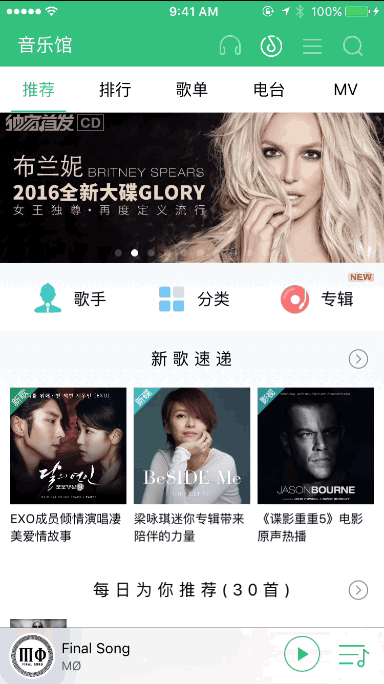 9:41 AM
100%
音乐馆
推荐
排行
歌单
电台
MV
独家首发 CD
布兰妮 BRITNEY SPEARS
2016全新大碟GLORY
女王独尊·再度定义流行
歌手
分类
NEW
专辑
新歌速递
新歌
달의연인
新碟
BeSIDE Me
影视
JASON BOURNE
EXO成员倾情演唱凄
美爱情故事
梁咏琪迷你专辑带来
陪伴的力量
《谍影重重5》电影
原声热播
每日为你推荐(30首)
MØ
FINAL SONG
Final Song
MØ